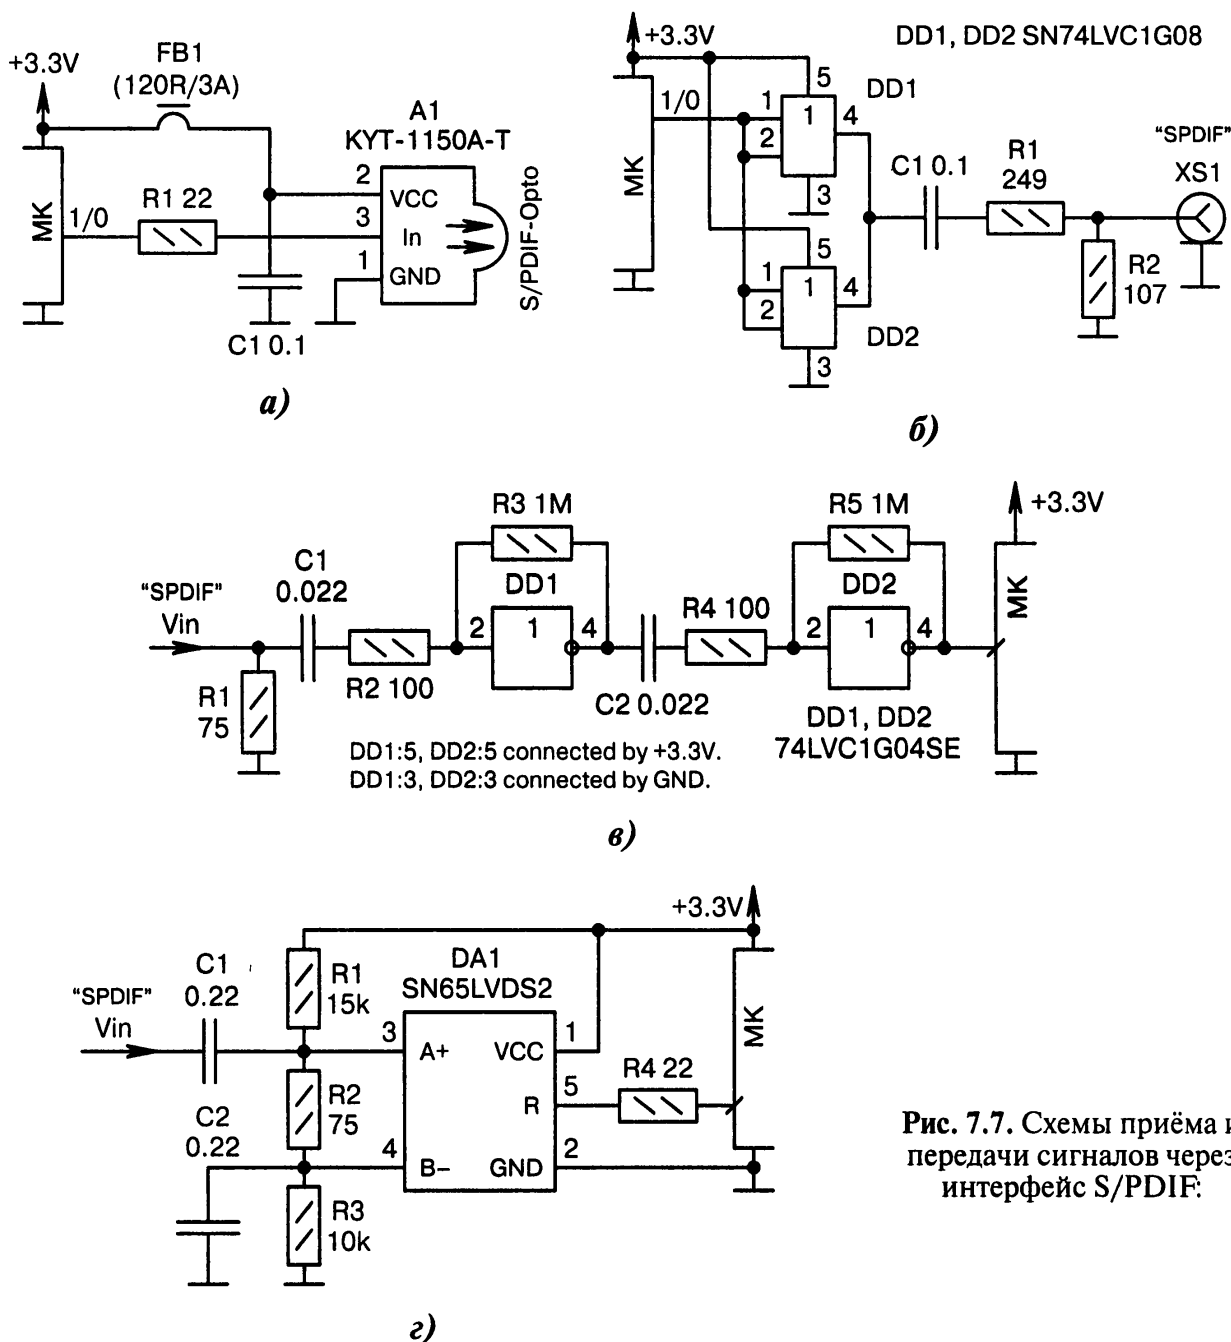 +3.3V
FB1
(120R/3A)
A1
KYT-1150A-T
MK
1/0
R1 22
2
VCC
3
In
1
GND
S/PDIF-Opto
C1 0.1
а)
+3.3V
DD1, DD2 SN74LVC1G08
MK
1/0
5
DD1
1
1
4
2
3
C1 0.1
R1
249
"SPDIF"
XS1
R2
107
5
1
1
4
2
DD2
3
б)
"SPDIF"
Vin
R1
75
C1
0.022
R2 100
R3 1M
DD1
2
1
4
C2 0.022
R4 100
R5 1M
DD2
2
1
4
DD1, DD2
74LVC1G04SE
+3.3V
MK
DD1:5, DD2:5 connected by +3.3V.
DD1:3, DD2:3 connected by GND.
в)
+3.3V
"SPDIF"
Vin
C1
0.22
R1
15k
DA1
SN65LVDS2
3
A+
VCC
1
R2
75
5
R
R4 22
MK
C2
0.22
4
B–
GND
2
R3
10k
г)
Рис. 7.7. Схемы приёма и
передачи сигналов через
интерфейс S/PDIF: